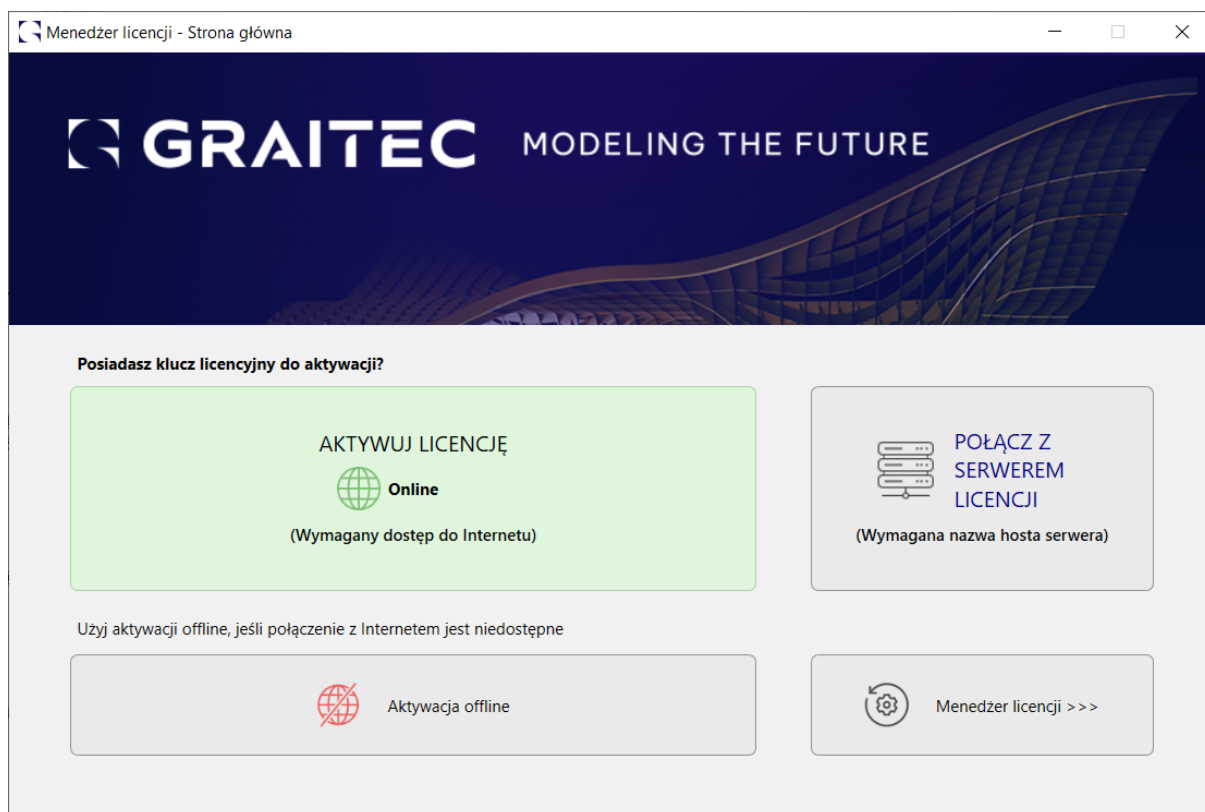 Menedżer licencji - Strona główna
GRAITEC MODELING THE FUTURE
Posiadasz klucz licencyjny do aktywacji?
AKTYWUJ LICENCJĘ
Online
(Wymagany dostęp do Internetu)
POŁĄCZ Z
SERWEREM
LICENCJI
(Wymagana nazwa hosta serwera)
Użyj aktywacji offline, jeśli połączenie z Internetem jest niedostępne
Aktywacja offline
Menedżer licencji >>>